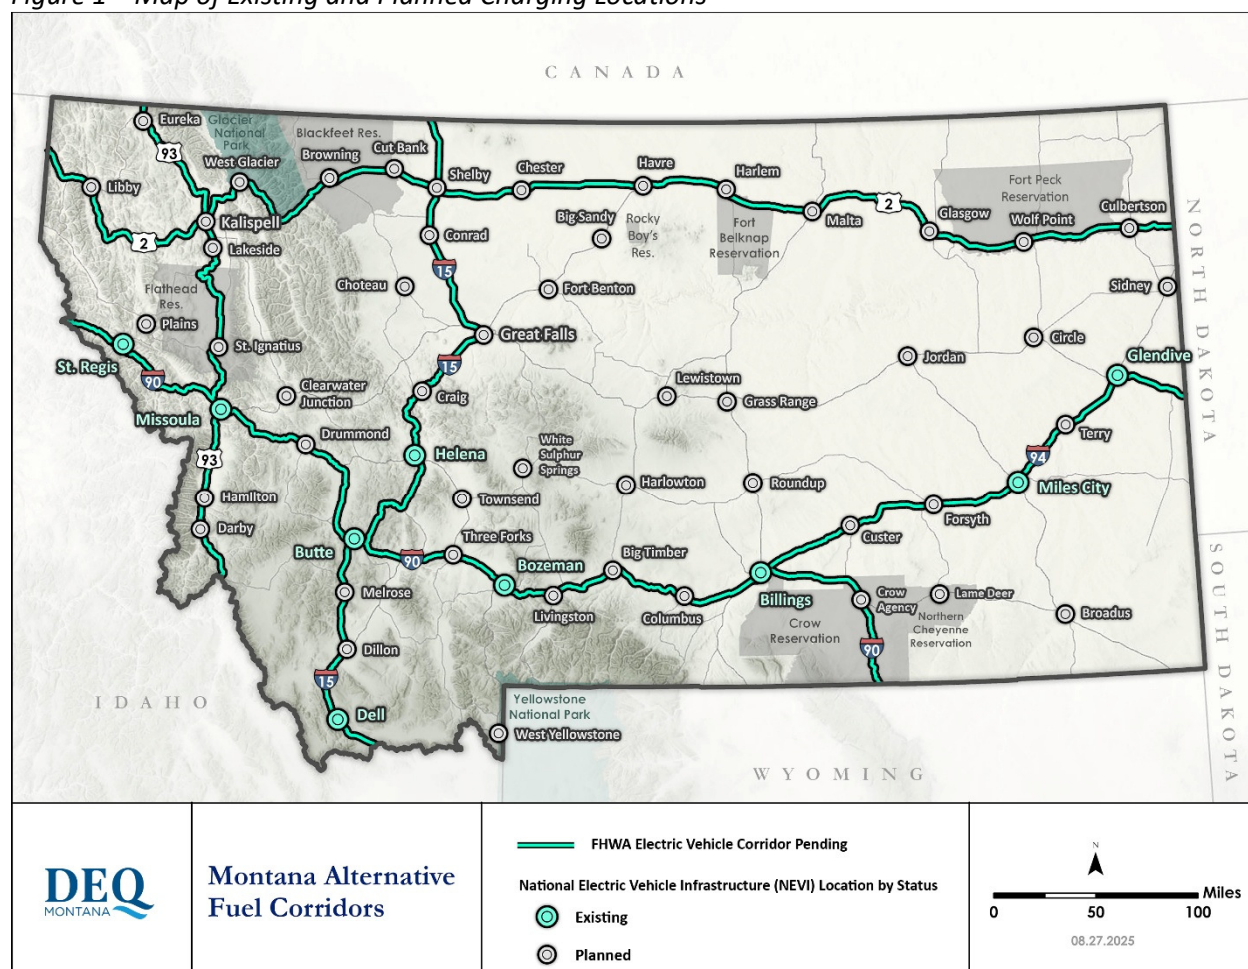 Figure 1 – Map of Existing and Planned Charging Locations
CANADA
Eureka
Glacier
National
Park
Blackfeet Res.
Cut Bank
93
West Glacier
Browning
Shelby
Chester
Havre
Harlem
Fort Peck
Reservation
Libby
Kalispell
Big Sandy
Rocky
Boy's
Res.
Fort
Belknap
Reservation
Malta
2
Glasgow
Wolf Point
Culbertson
2
Lakeside
Conrad
15
Flathead
Res.
Choteau
Fort Benton
Sidney
Plains
Great Falls
Circle
St. Regis
St. Ignatius
15
Jordan
Glendive
90
Clearwater
Junction
Craig
Lewistown
Grass Range
Missoula
Drummond
Terry
93
Helena
White
Sulphur
Springs
94
Hamilton
Townsend
Harlowton
Roundup
Miles City
Darby
Forsyth
Custer
Butte
Three Forks
90
Bozeman
Big Timber
Melrose
Livingston
Columbus
Billings
Crow
Agency
Lame Deer
Broadus
Crow
Reservation
Northern
Cheyenne
Reservation
90
Dillon
15
Dell
Yellowstone
National Park
West Yellowstone
IDAHO
WYOMING
NORTH DAKOTA
SOUTH DAKOTA
DEQ
MONTANA
Montana Alternative
Fuel Corridors
FHWA Electric Vehicle Corridor Pending
National Electric Vehicle Infrastructure (NEVI) Location by Status
Existing
Planned
N
Miles
0 50 100
08.27.2025